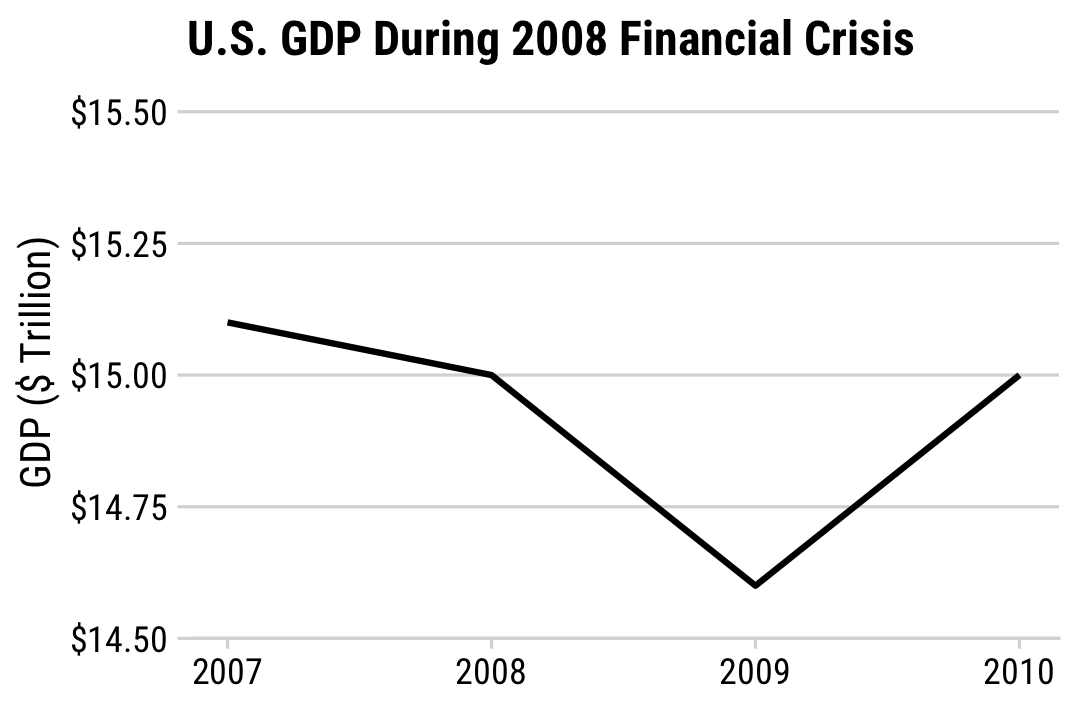 U.S. GDP During 2008 Financial Crisis
GDP ($ Trillion)
$15.50
$15.25
$15.00
$14.75
$14.50
2007 2008 2009 2010